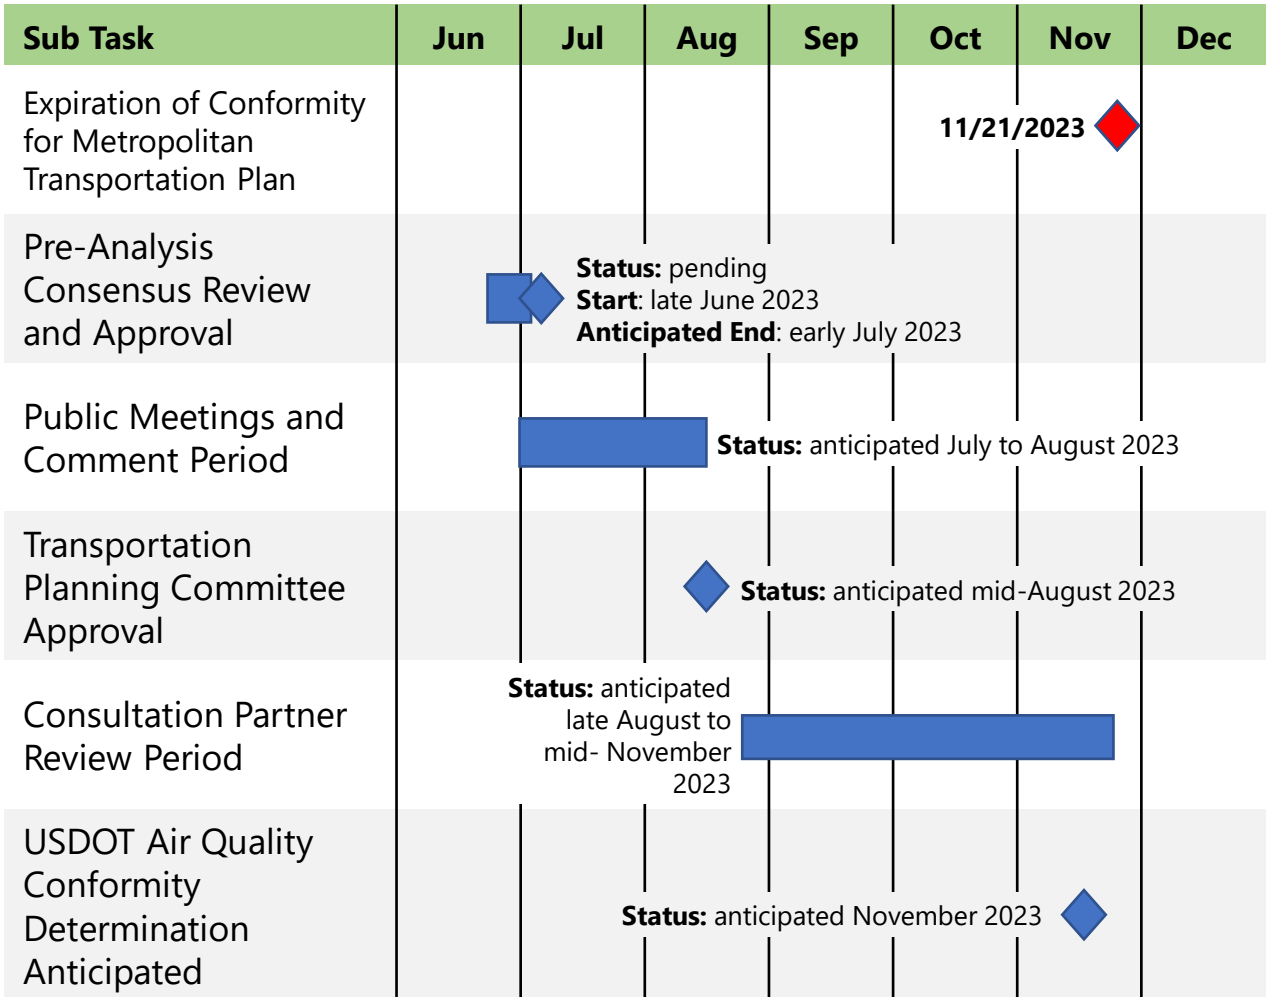 Sub Task Jun Jul Aug Sep Oct Nov Dec
Expiration of Conformity
for Metropolitan
Transportation Plan
11/21/2023
Pre-Analysis
Consensus Review
and Approval
Status: pending
Start: late June 2023
Anticipated End: early July 2023
Public Meetings and
Comment Period
Status: anticipated July to August 2023
Transportation
Planning Committee
Approval
Status: anticipated mid-August 2023
Consultation Partner
Review Period
Status: anticipated
late August to
mid- November
2023
USDOT Air Quality
Conformity
Determination
Anticipated
Status: anticipated November 2023